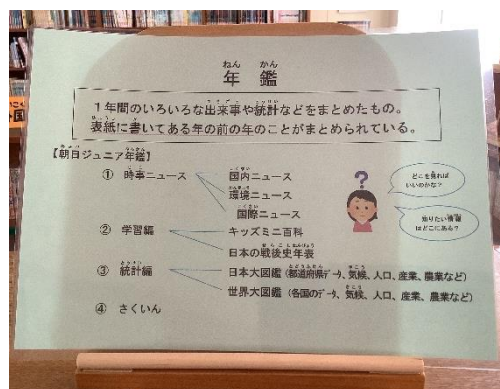 年鑑
1年間のいろいろな出来事や統計などをまとめたもの。
表紙に書いてある年の前の年のことがまとめられている。
【朝日ジュニア年鑑】
① 時事ニュース
国内ニュース
環境ニュース
国際ニュース
② 学習編
キッズミニ百科
日本の戦後史年表
③ 統計編
日本大図鑑（都道府県データ、気候、人口、産業、農業など）
世界大図鑑（各国のデータ、気候、人口、産業、農業など）
④ さくいん
?
どこを見れば
いいのかな？
知りたい情報
はどこにある？